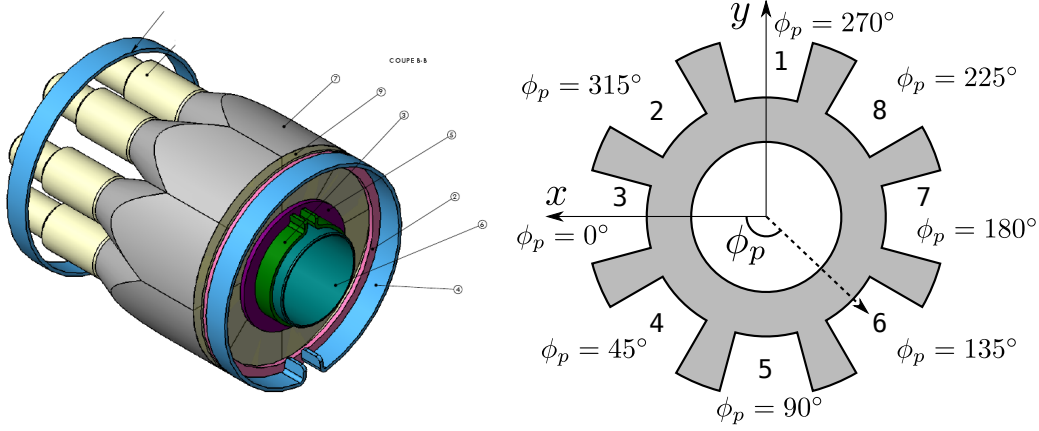 COUPE B-B
⑦
⑨
③
⑤
②
⑥
④
y
ϕp = 270°
1
ϕp = 315°
ϕp = 225°
2
8
x
3
7
ϕp = 0°
ϕp
ϕp = 180°
4
6
ϕp = 45°
ϕp = 135°
5
ϕp = 90°